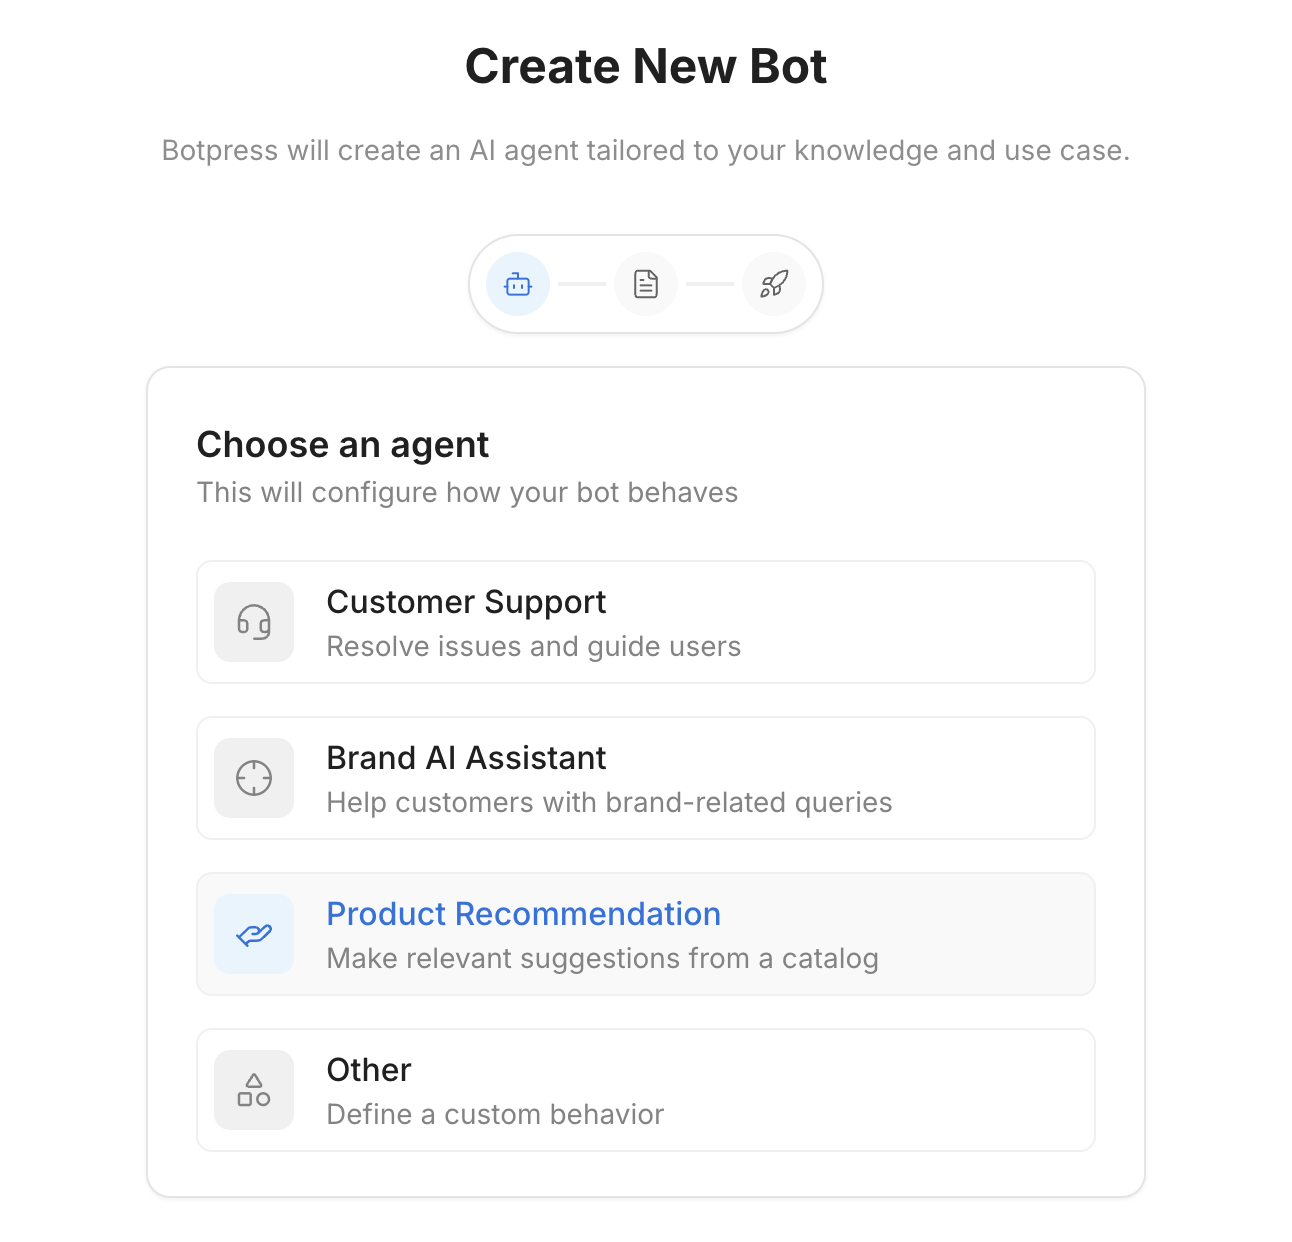 Create New Bot
Botpress will create an AI agent tailored to your knowledge and use case.
Choose an agent
This will configure how your bot behaves
Customer Support
Resolve issues and guide users
Brand AI Assistant
Help customers with brand-related queries
Product Recommendation
Make relevant suggestions from a catalog
Other
Define a custom behavior